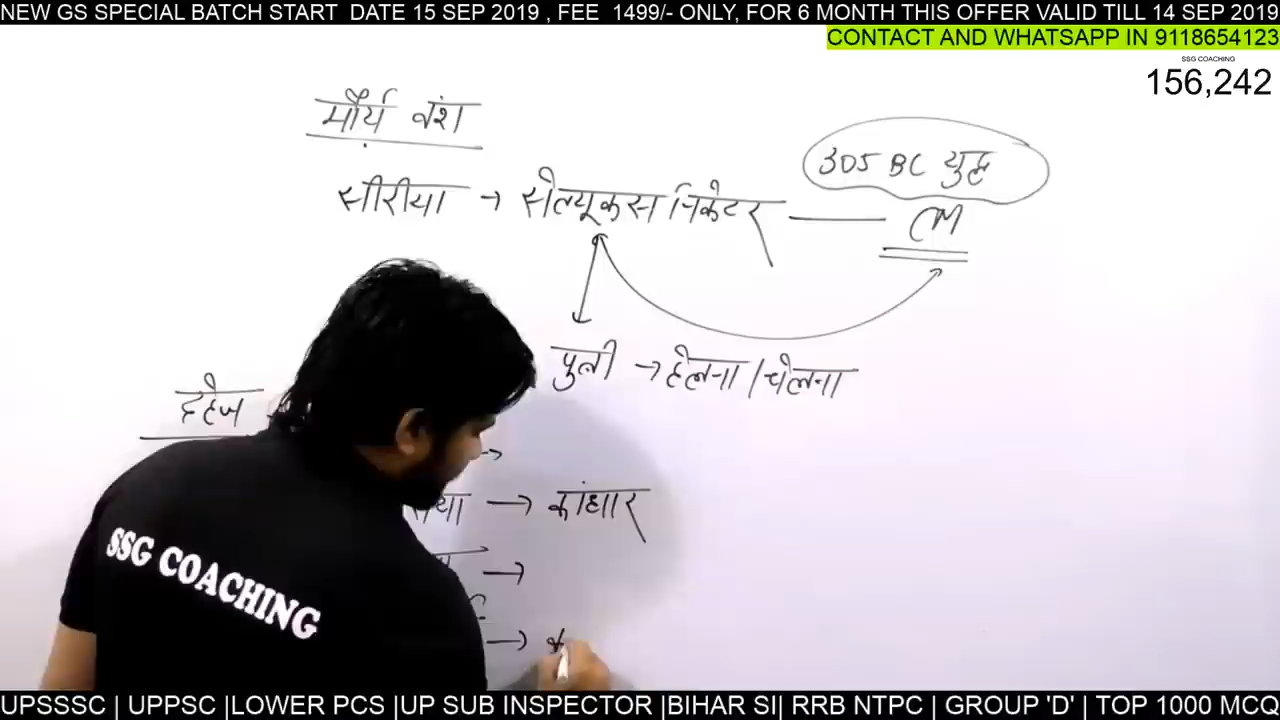 NEW GS SPECIAL BATCH START DATE 15 SEP 2019 , FEE 1499/- ONLY, FOR 6 MONTH THIS OFFER VALID TILL 14 SEP 2019
CONTACT AND WHATSAPP IN 9118654123
SSG COACHING
156,242
मौर्य वंश
305 BC युद्ध
सीरीया → सेल्यूकस निकेटर — CM
पुत्री → हेलना / चेलना
दहेज
→
→ कांधार
→
→
SSG COACHING
UPSSSC | UPPSC |LOWER PCS |UP SUB INSPECTOR |BIHAR SI| RRB NTPC | GROUP 'D' | TOP 1000 MCQ